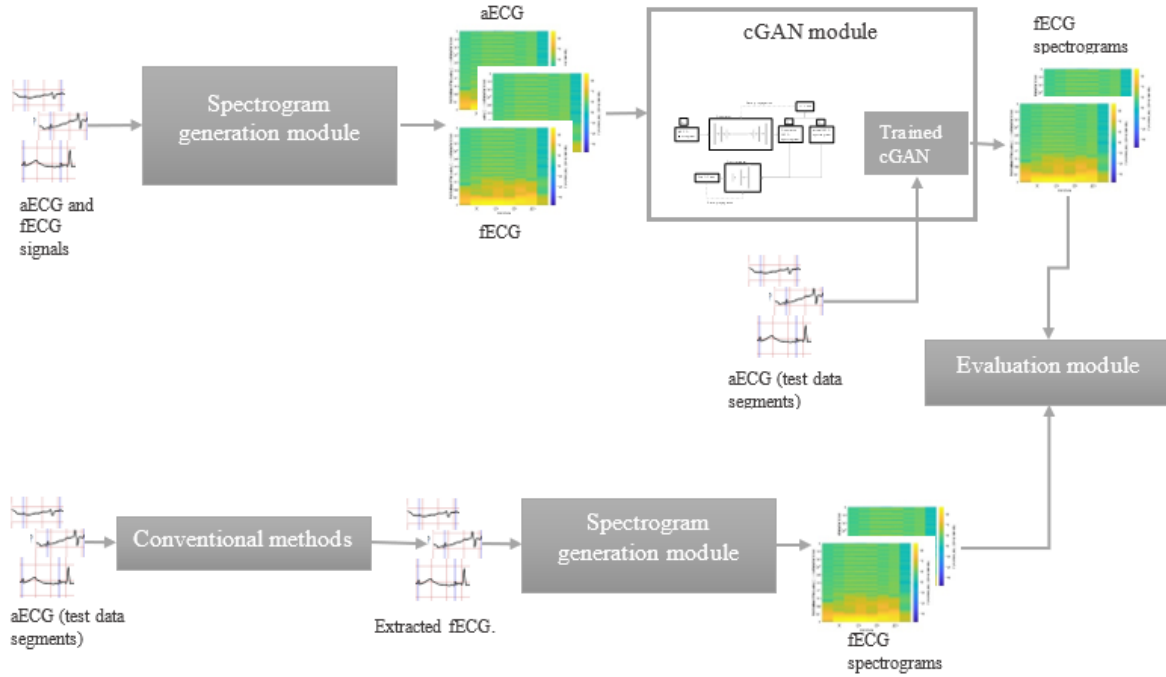 aECG
cGAN module
fECG
spectrograms
Spectrogram
generation module
Trained
cGAN
aECG and
fECG
signals
fECG
aECG (test data
segments)
Evaluation module
Conventional methods
Spectrogram
generation module
aECG (test data
segments)
Extracted fECG.
fECG
spectrograms